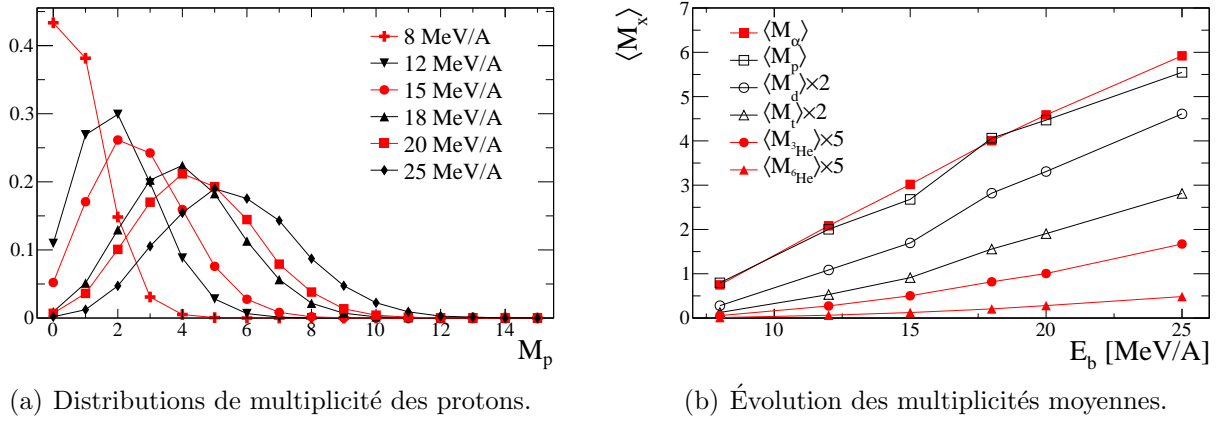 0.4
0.3
0.2
0.1
0
0 2 4 6 8 10 12 14
M_p
8 MeV/A
12 MeV/A
15 MeV/A
18 MeV/A
20 MeV/A
25 MeV/A
(a) Distributions de multiplicité des protons.
⟨M_x⟩
7
6
5
4
3
2
1
0
10 15 20 25
E_b [MeV/A]
⟨M_α⟩
⟨M_p⟩
⟨M_d⟩×2
⟨M_t⟩×2
⟨M_³He⟩×5
⟨M_⁶He⟩×5
(b) Évolution des multiplicités moyennes.